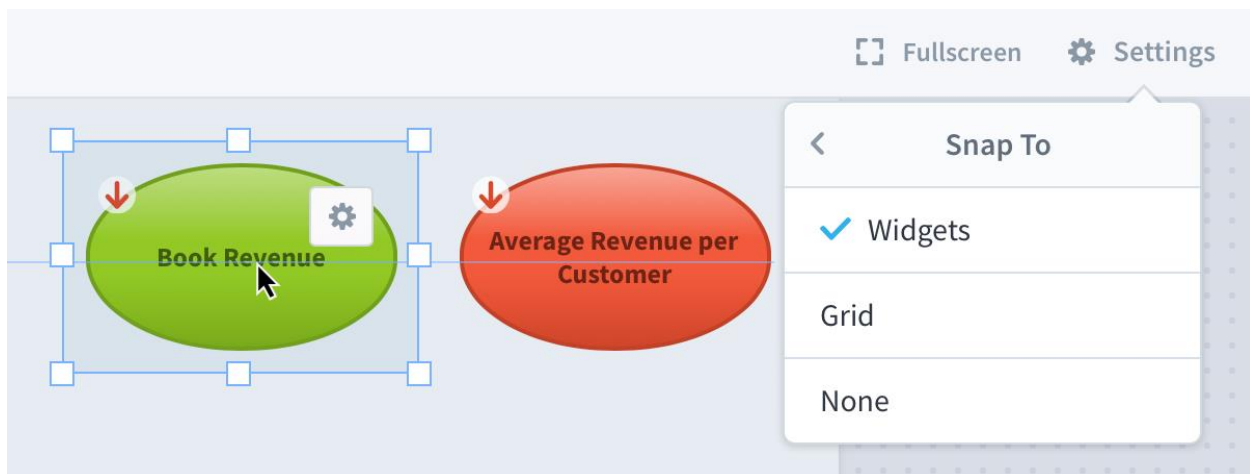 Fullscreen
Settings
Snap To
Widgets
Grid
None
Book Revenue
Average Revenue per
Customer